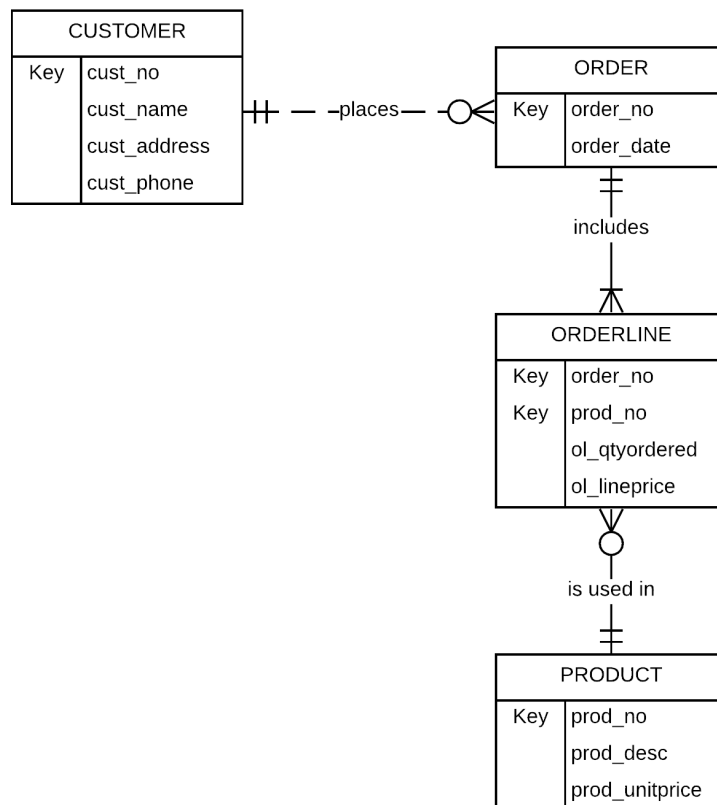 CUSTOMER
Key cust_no
cust_name
cust_address
cust_phone
places
ORDER
Key order_no
order_date
includes
ORDERLINE
Key order_no
Key prod_no
ol_qtyordered
ol_lineprice
is used in
PRODUCT
Key prod_no
prod_desc
prod_unitprice